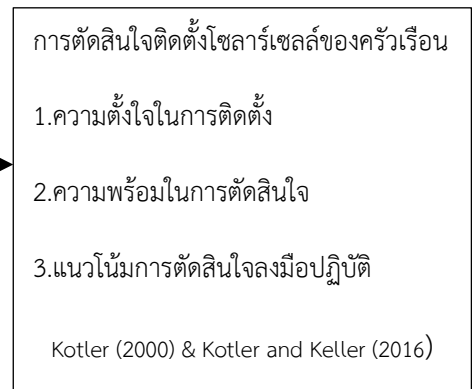 การตัดสินใจติดตั้งโซลาร์เซลล์ของครัวเรือน
1.ความตั้งใจในการติดตั้ง
2.ความพร้อมในการตัดสินใจ
3.แนวโน้มการตัดสินใจลงมือปฏิบัติ
Kotler (2000) & Kotler and Keller (2016)